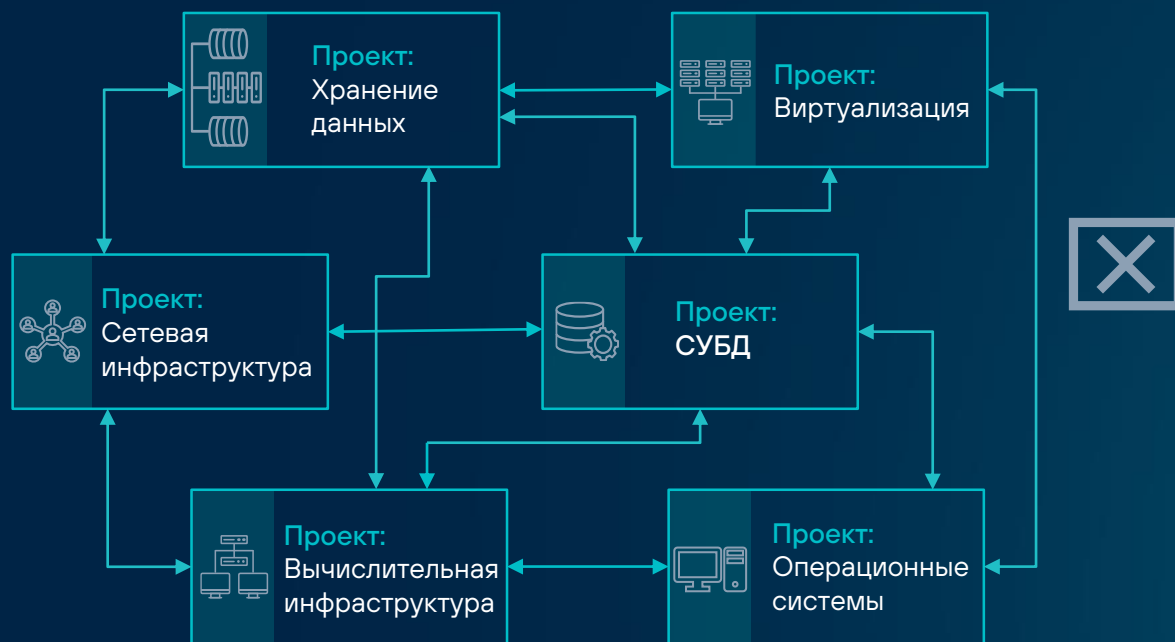 Проект:
Хранение
данных
Проект:
Виртуализация
Проект:
Сетевая
инфраструктура
Проект:
СУБД
Проект:
Вычислительная
инфраструктура
Проект:
Операционные
системы